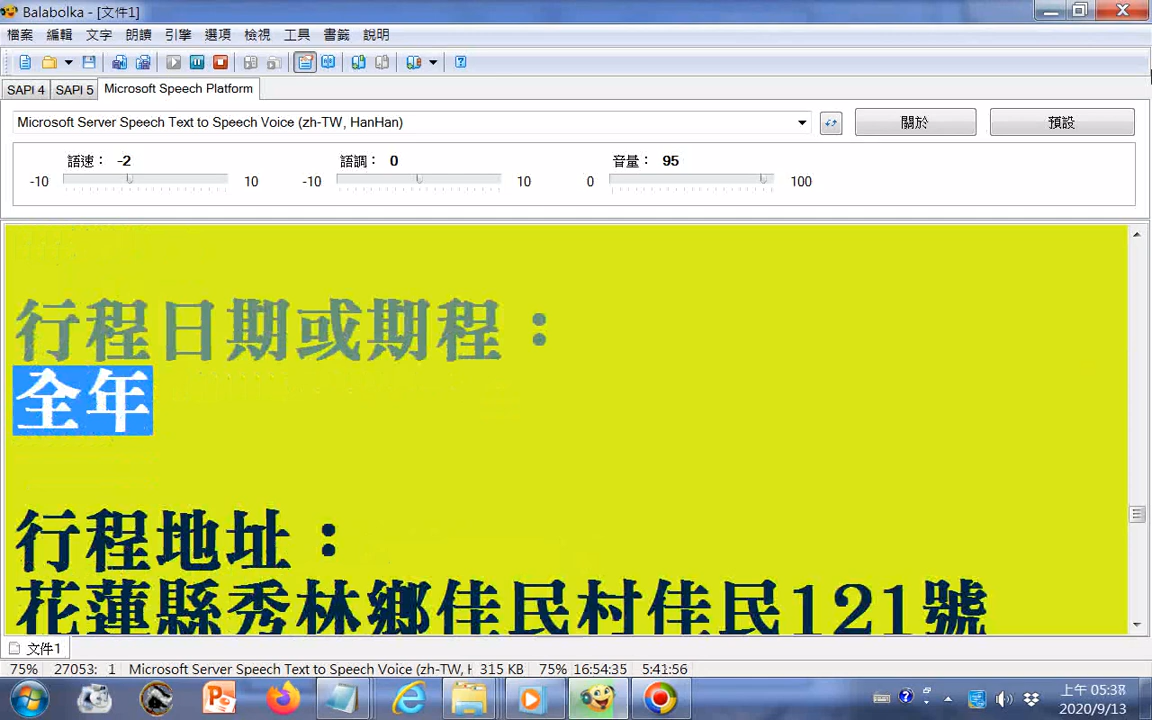 Balabolka - [文件1]
檔案 編輯 文字 朗讀 引擎 選項 檢視 工具 書籤 說明
SAPI 4 SAPI 5 Microsoft Speech Platform
Microsoft Server Speech Text to Speech Voice (zh-TW, HanHan) 關於 預設
語速： -2 語調： 0 音量： 95
-10 10 -10 10 0 100
行程日期或期程：
全年
行程地址：
花蓮縣秀林鄉佳民村佳民121號
文件1
75% 27053: 1 Microsoft Server Speech Text to Speech Voice (zh-TW, H 315 KB 75% 16:54:35 5:41:56
上午 05:38
2020/9/13